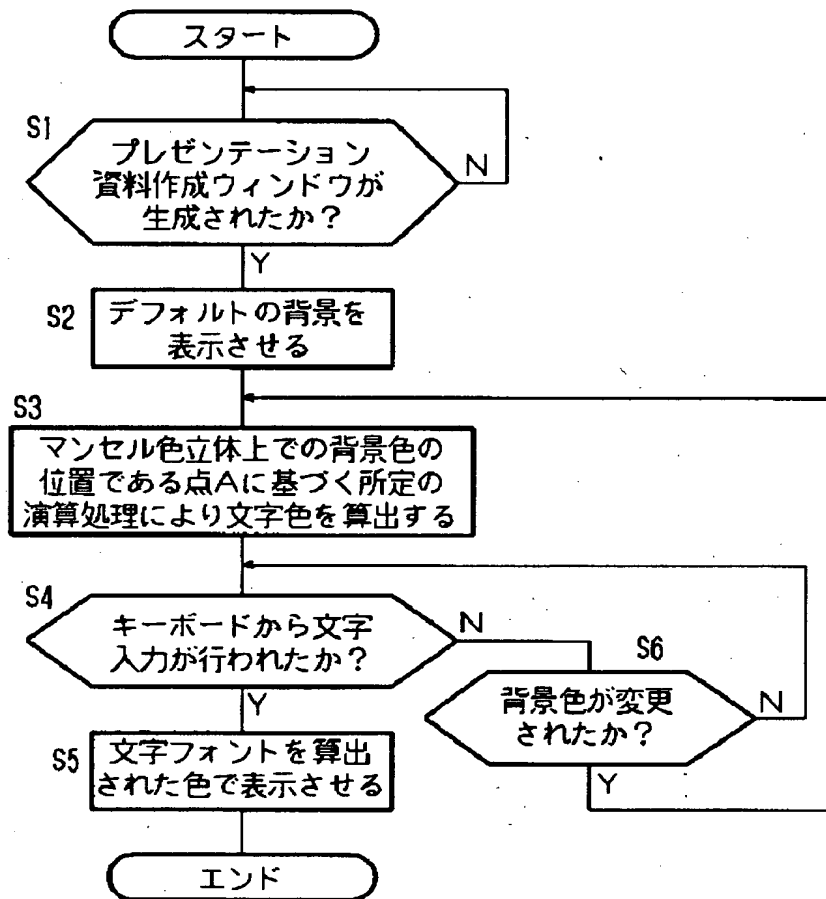 スタート
S1
プレゼンテーション
資料作成ウィンドウが
生成されたか？
N
Y
S2
デフォルトの背景を
表示させる
S3
マンセル色立体上での背景色の
位置である点Aに基づく所定の
演算処理により文字色を算出する
S4
キーボードから文字
入力が行われたか？
N
Y
S6
背景色が変更
されたか？
N
Y
S5
文字フォントを算出
された色で表示させる
エンド